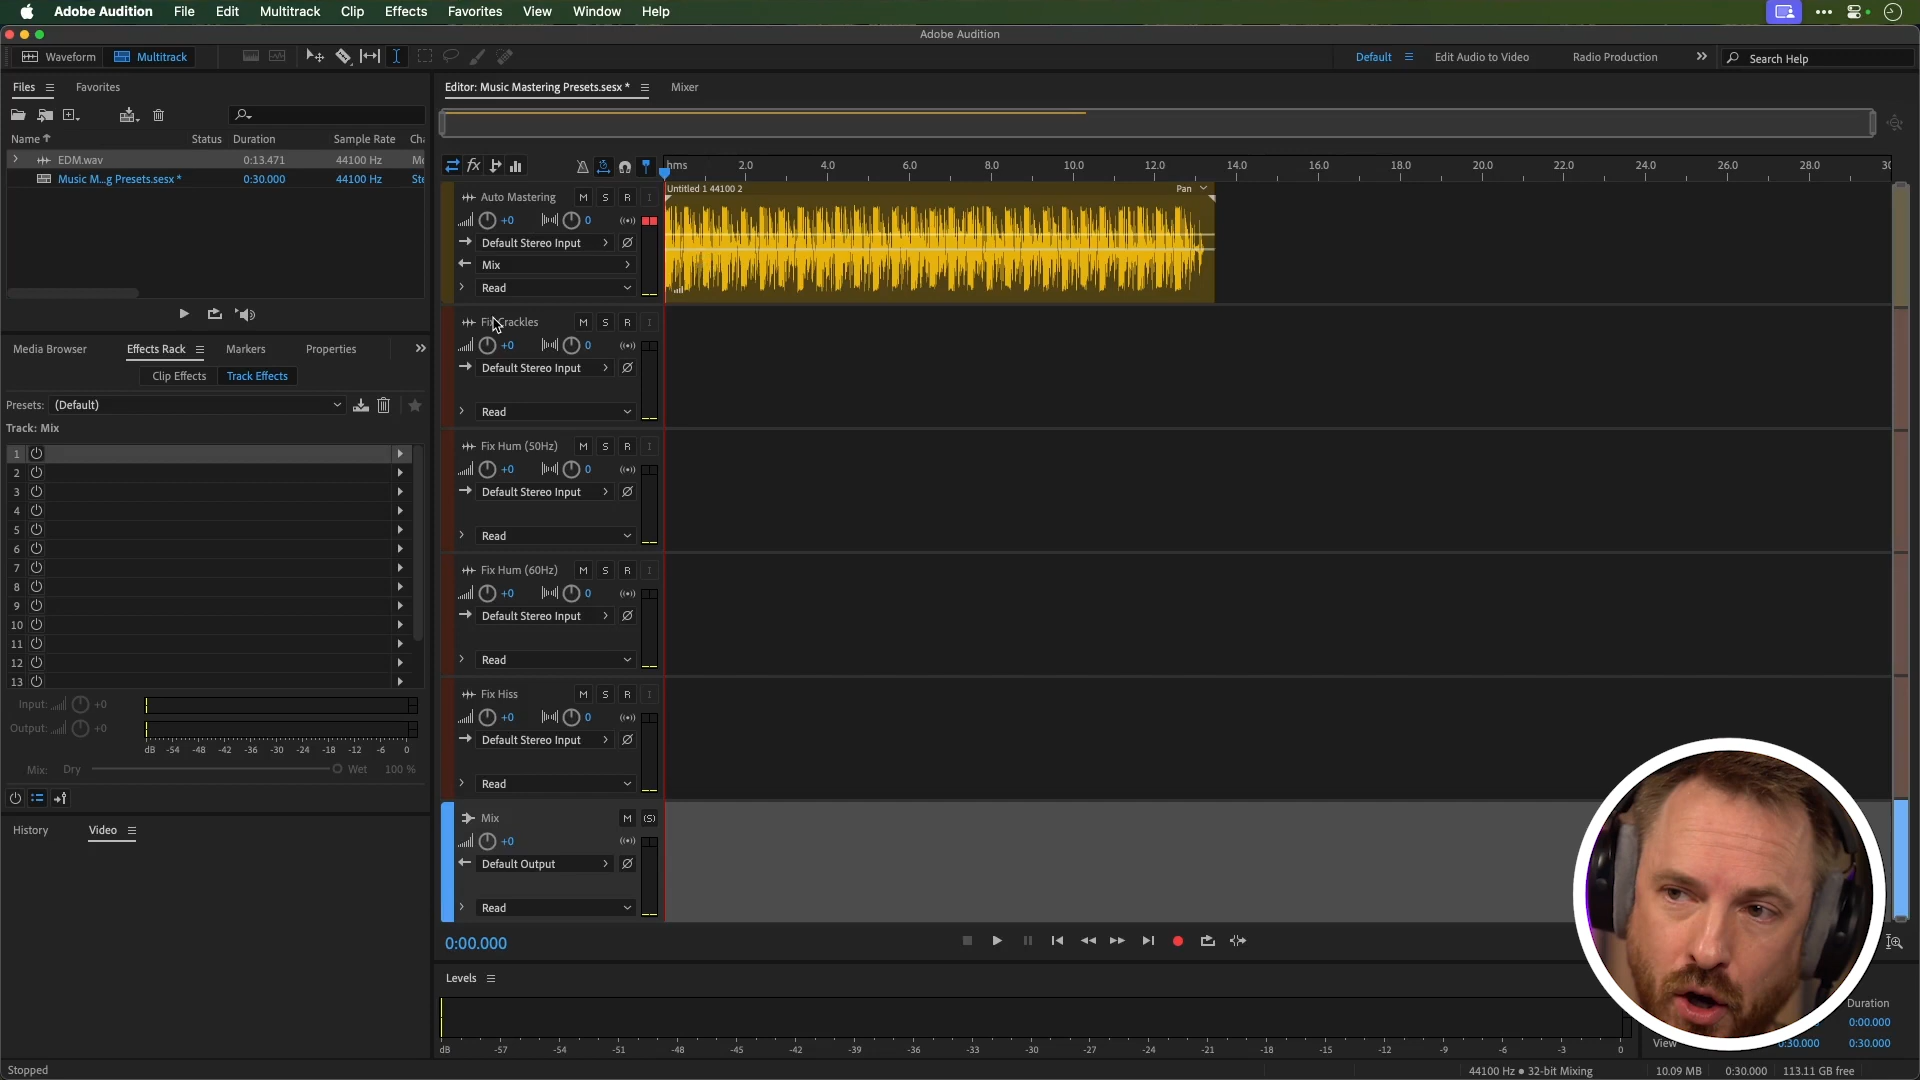 Adobe Audition File Edit Multitrack Clip Effects Favorites View Window Help
Adobe Audition
Waveform Multitrack Default Edit Audio to Video Radio Production Search Help
Files Favorites Editor: Music Mastering Presets.sesx * Mixer
Name Status Duration Sample Rate
EDM.wav 0:13.471 44100 Hz
Music M...g Presets.sesx * 0:30.000 44100 Hz
hms 2.0 4.0 6.0 8.0 10.0 12.0 14.0 16.0 18.0 20.0 22.0 24.0 26.0 28.0
Untitled 1 44100 2 Pan
Auto Mastering M S R I
+0 0
Default Stereo Input
Mix
Read
Fix Crackles M S R I
+0 0
Default Stereo Input
Read
Fix Hum (50Hz) M S R I
+0 0
Default Stereo Input
Read
Fix Hum (60Hz) M S R I
+0 0
Default Stereo Input
Read
Fix Hiss M S R I
+0 0
Default Stereo Input
Read
Mix M (S)
+0
Default Output
Read
0:00.000
Media Browser Effects Rack Markers Properties
Clip Effects Track Effects
Presets: (Default)
Track: Mix
1
2
3
4
5
6
7
8
9
10
11
12
13
Input: +0
Output: +0
dB -54 -48 -42 -36 -30 -24 -18 -12 -6 0
Mix: Dry Wet 100 %
History Video
Levels
dB -57 -54 -51 -48 -45 -42 -39 -36 -33 -30 -27 -24 -21 -18 -15 -12 -9 -6 -3 0
Duration
0:00.000
View 0:30.000 0:30.000
Stopped 44100 Hz ● 32-bit Mixing 10.09 MB 0:30.000 113.11 GB free